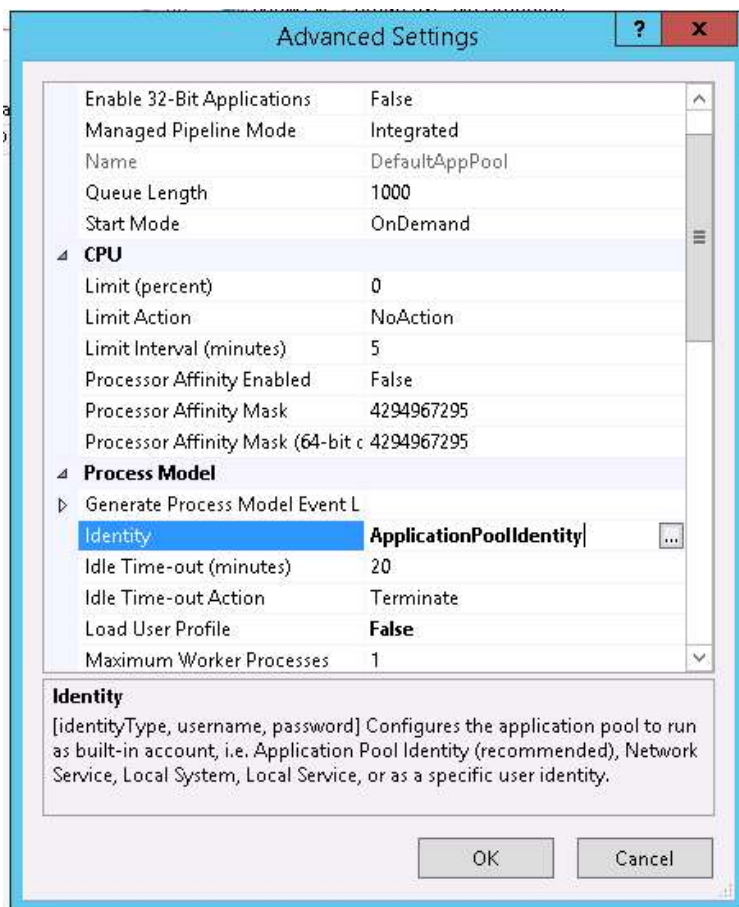 Advanced Settings
?
x
Enable 32-Bit Applications False
Managed Pipeline Mode Integrated
Name DefaultAppPool
Queue Length 1000
Start Mode OnDemand
CPU
Limit (percent) 0
Limit Action NoAction
Limit Interval (minutes) 5
Processor Affinity Enabled False
Processor Affinity Mask 4294967295
Processor Affinity Mask (64-bit c 4294967295
Process Model
Generate Process Model Event L
Identity ApplicationPoolIdentity ...
Idle Time-out (minutes) 20
Idle Time-out Action Terminate
Load User Profile False
Maximum Worker Processes 1
Identity
[identityType, username, password] Configures the application pool to run
as built-in account, i.e. Application Pool Identity (recommended), Network
Service, Local System, Local Service, or as a specific user identity.
OK Cancel